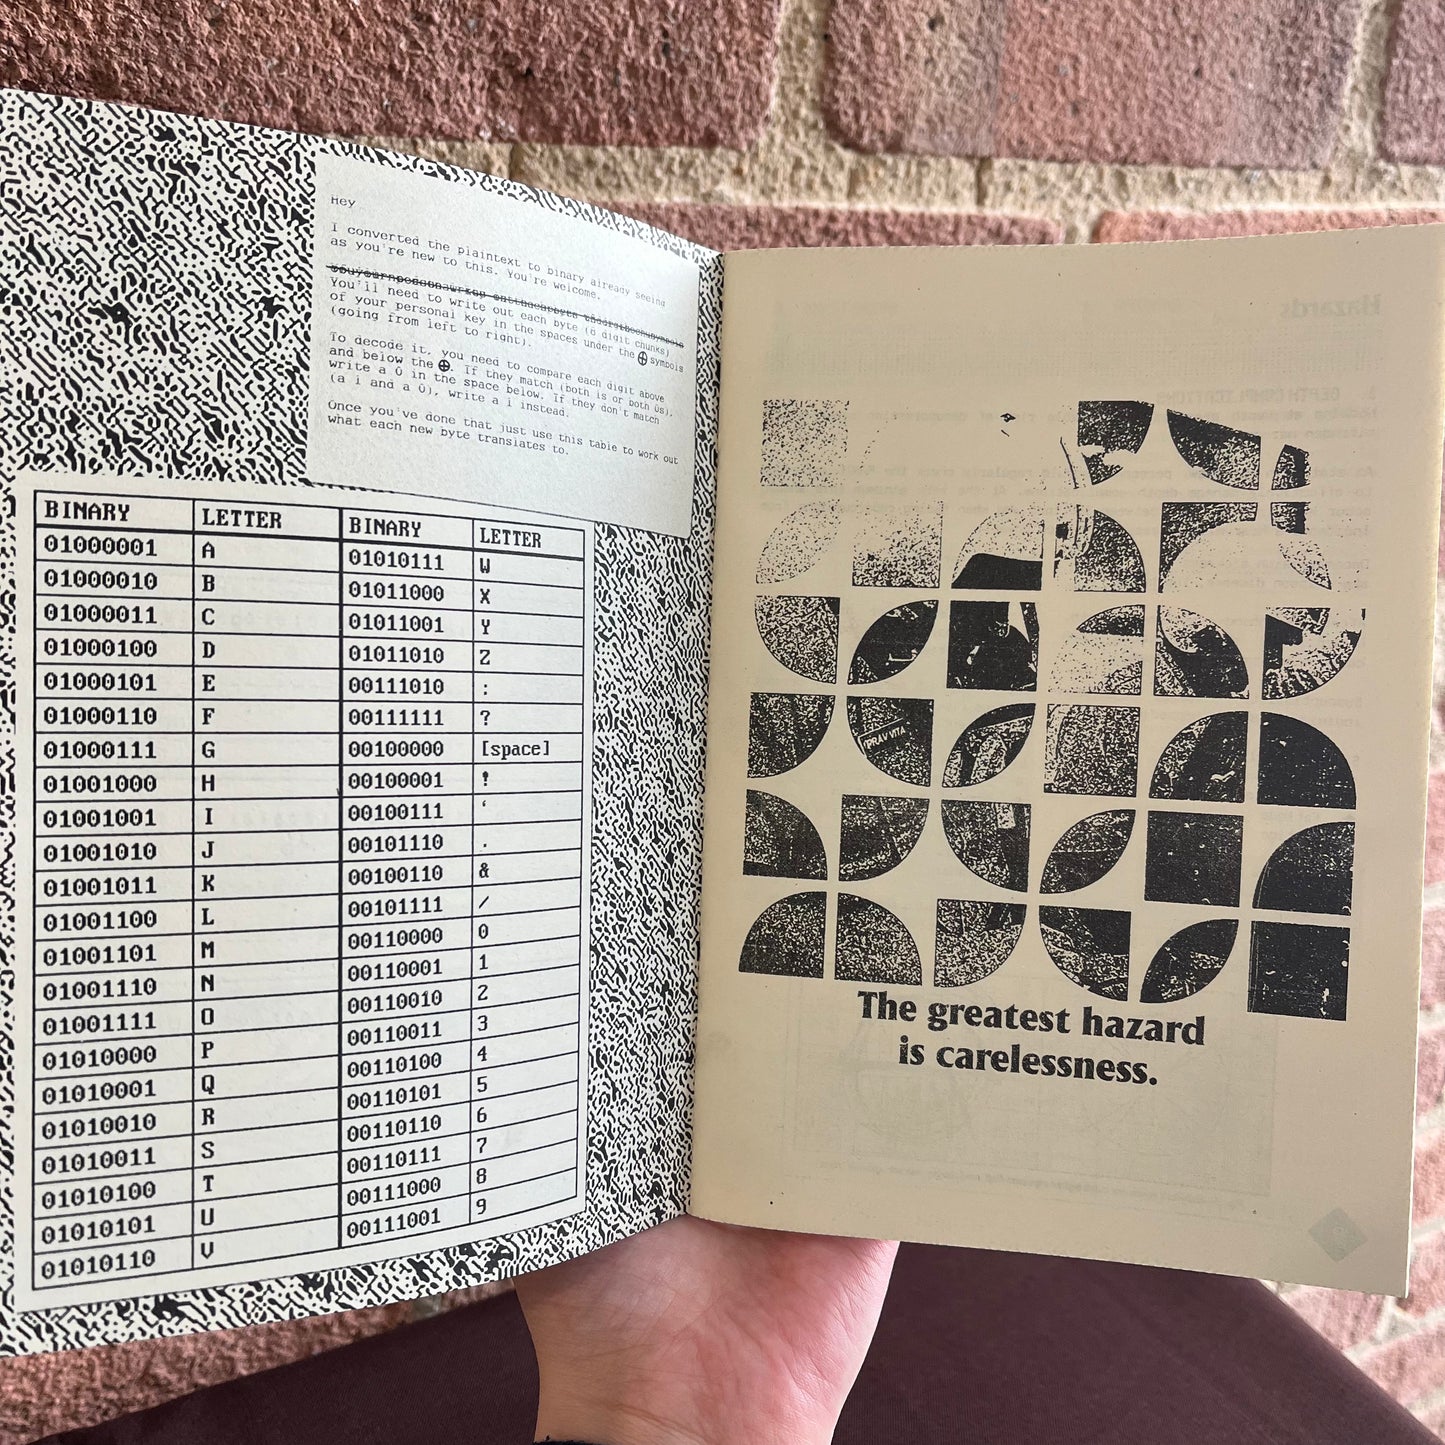 Hey
I converted the plaintext to binary already seeing
as you're new to this. You're welcome.
You'll need to write out each byte (8 digit chunks)
of your personal key in the spaces under the ⊕ symbols
(going from left to right).
To decode it, you need to compare each digit above
and below the ⊕. If they match (both 1s or both 0s),
write a 0 in the space below. If they don't match
(a 1 and a 0), write a 1 instead.
Once you've done that just use this table to work out
what each new byte translates to.
BINARY LETTER BINARY LETTER
01000001 A 01010111 W
01000010 B 01011000 X
01000011 C 01011001 Y
01000100 D 01011010 Z
01000101 E 00111010 :
01000110 F 00111111 ?
01000111 G 00100000 [space]
01001000 H 00100001 !
01001001 I 00100111 ‘
01001010 J 00101110 .
01001011 K 00100110 &
01001100 L 00101111 /
01001101 M 00110000 0
01001110 N 00110001 1
01001111 O 00110010 2
01010000 P 00110011 3
01010001 Q 00110100 4
01010010 R 00110101 5
01010011 S 00110110 6
01010100 T 00110111 7
01010101 U 00111000 8
01010110 V 00111001 9
PRAV VITA
The greatest hazard
is carelessness.